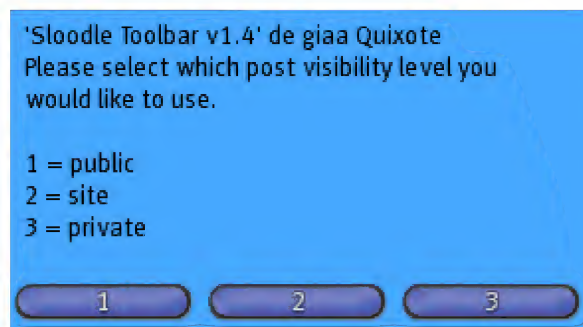 'Sloodle Toolbar v1.4' de giaa Quixote
Please select which post visibility level you
would like to use.
1 = public
2 = site
3 = private
1 2 3